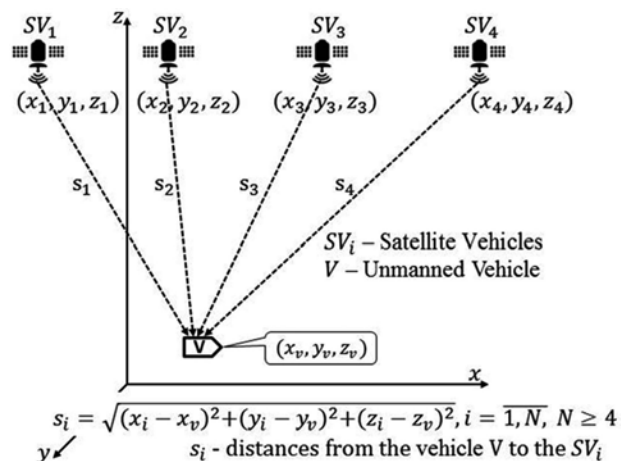 z
SV₁ SV₂ SV₃ SV₄
(x₁, y₁, z₁) (x₂, y₂, z₂) (x₃, y₃, z₃) (x₄, y₄, z₄)
s₁ s₂ s₃ s₄
SVᵢ – Satellite Vehicles
V – Unmanned Vehicle
V (xᵥ, yᵥ, zᵥ)
x
sᵢ = √(xᵢ − xᵥ)²+(yᵢ − yᵥ)²+(zᵢ − zᵥ)², i = 1,N, N ≥ 4
y sᵢ - distances from the vehicle V to the SVᵢ